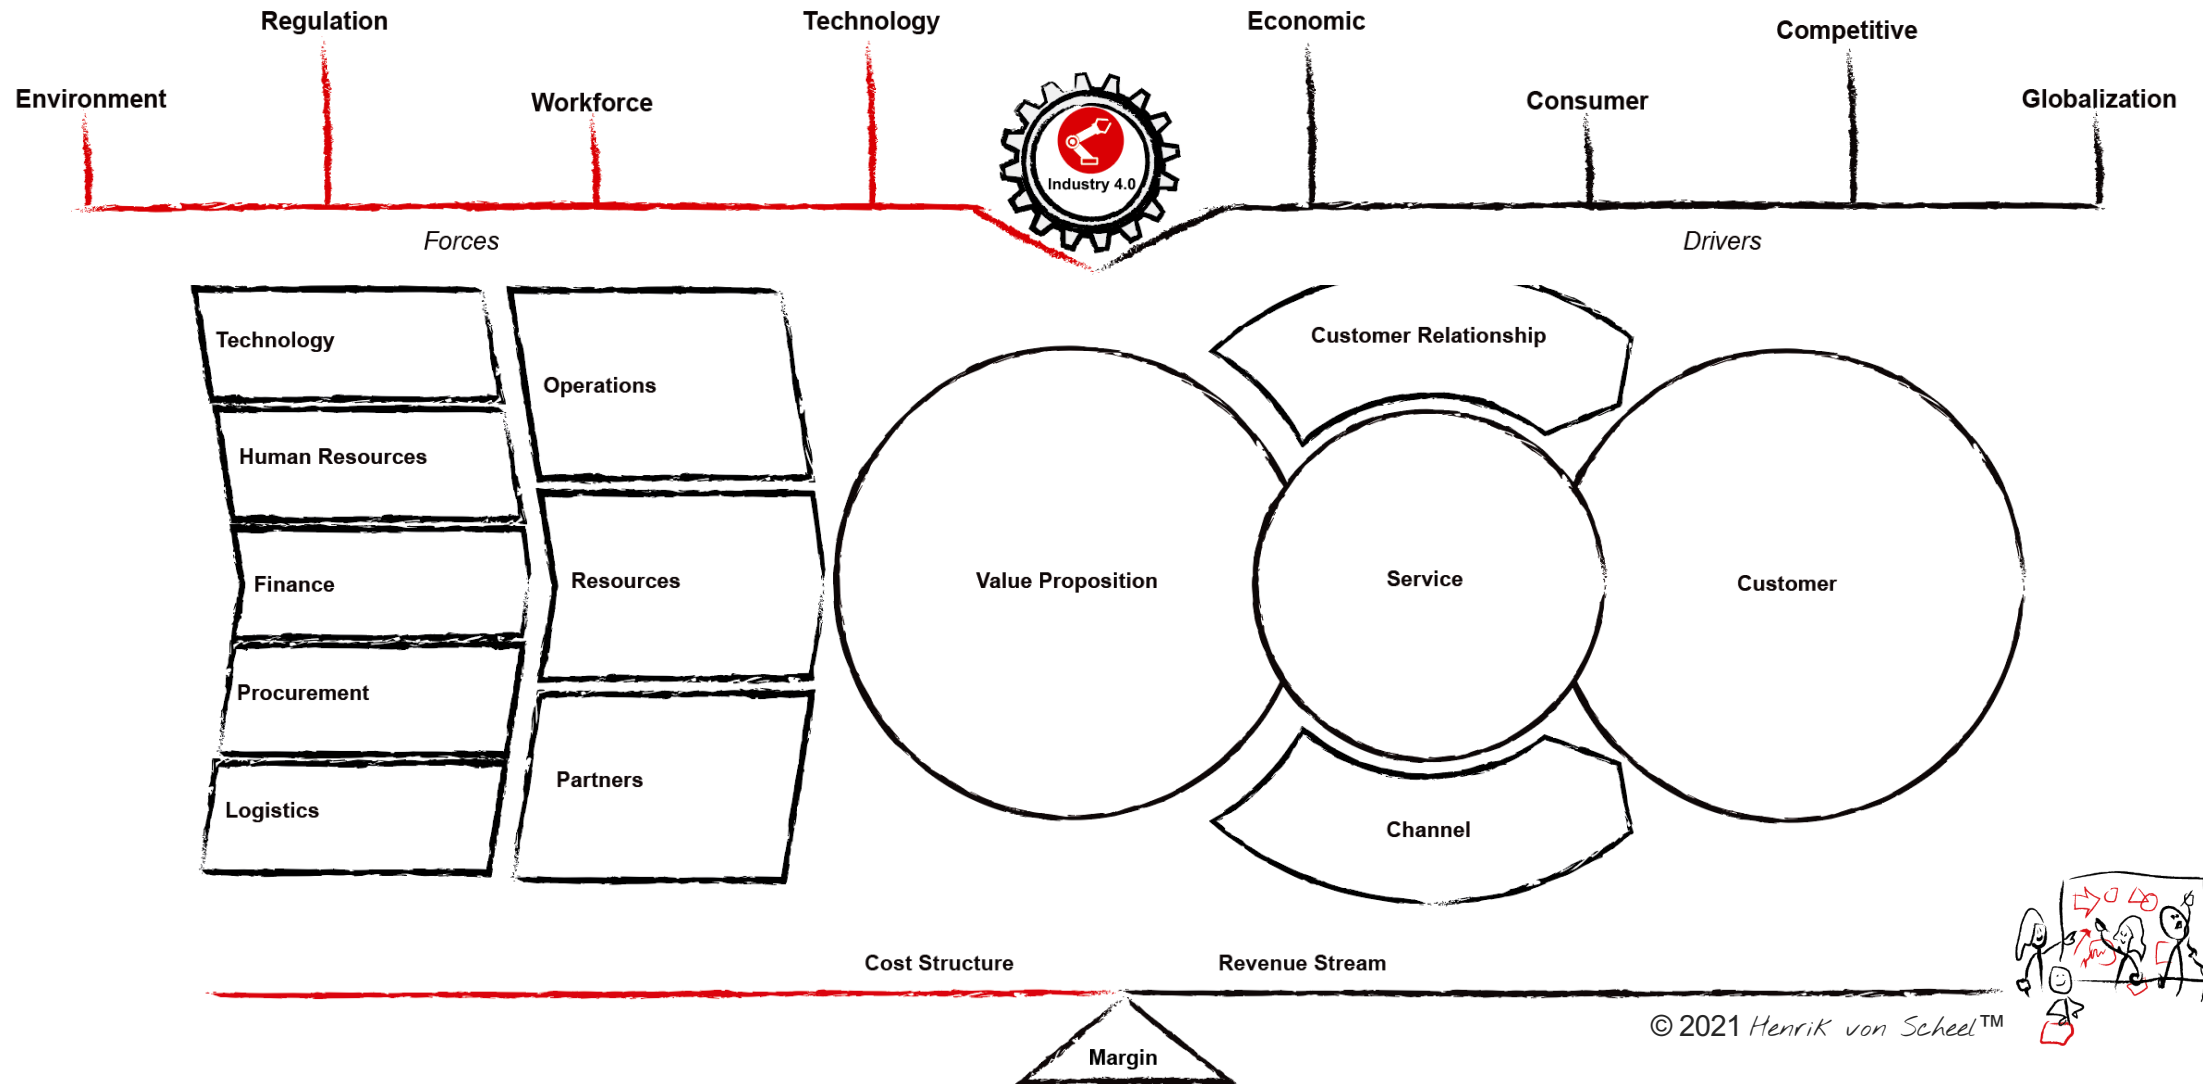 Regulation
Technology
Economic
Competitive
Environment
Workforce
Consumer
Globalization
Industry 4.0
Forces
Drivers
Technology
Human Resources
Finance
Procurement
Logistics
Operations
Resources
Partners
Value Proposition
Customer Relationship
Service
Channel
Customer
Cost Structure
Revenue Stream
Margin
© 2021 Henrik von Scheel™